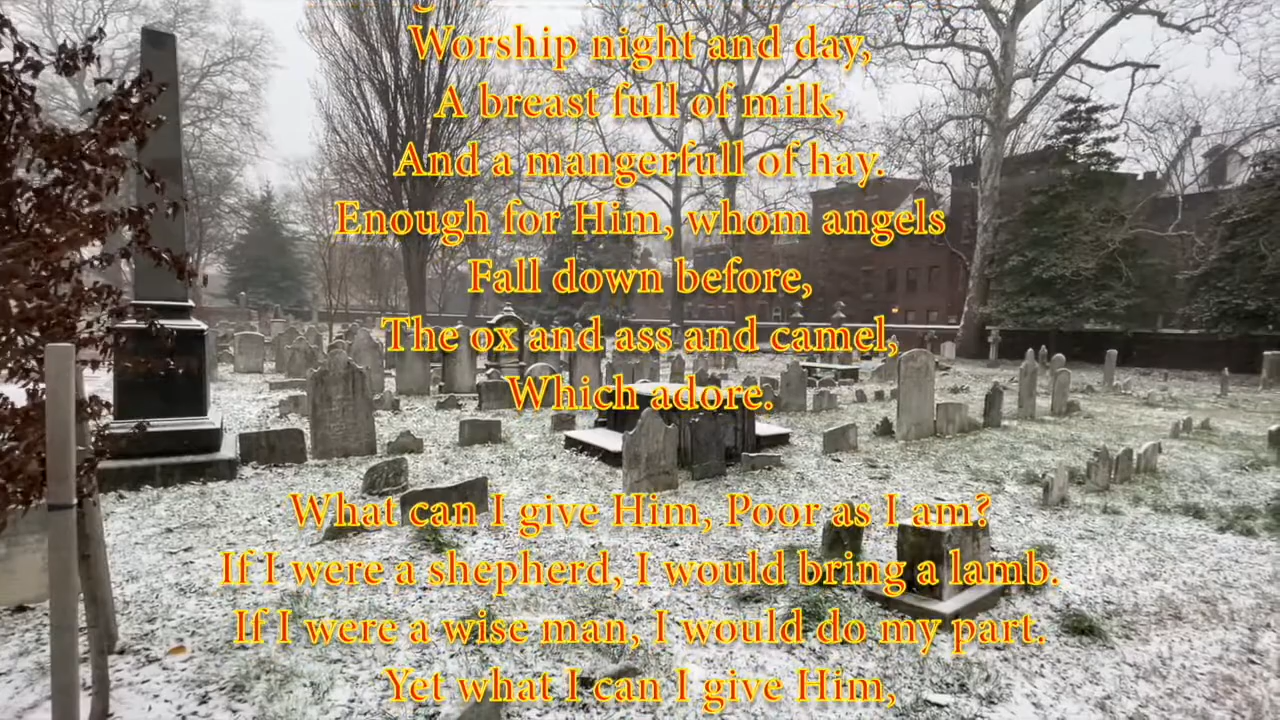 Worship night and day,
A breast full of milk,
And a mangerfull of hay.
Enough for Him, whom angels
Fall down before,
The ox and ass and camel,
Which adore.
What can I give Him, Poor as I am?
If I were a shepherd, I would bring a lamb.
If I were a wise man, I would do my part.
Yet what I can I give Him,